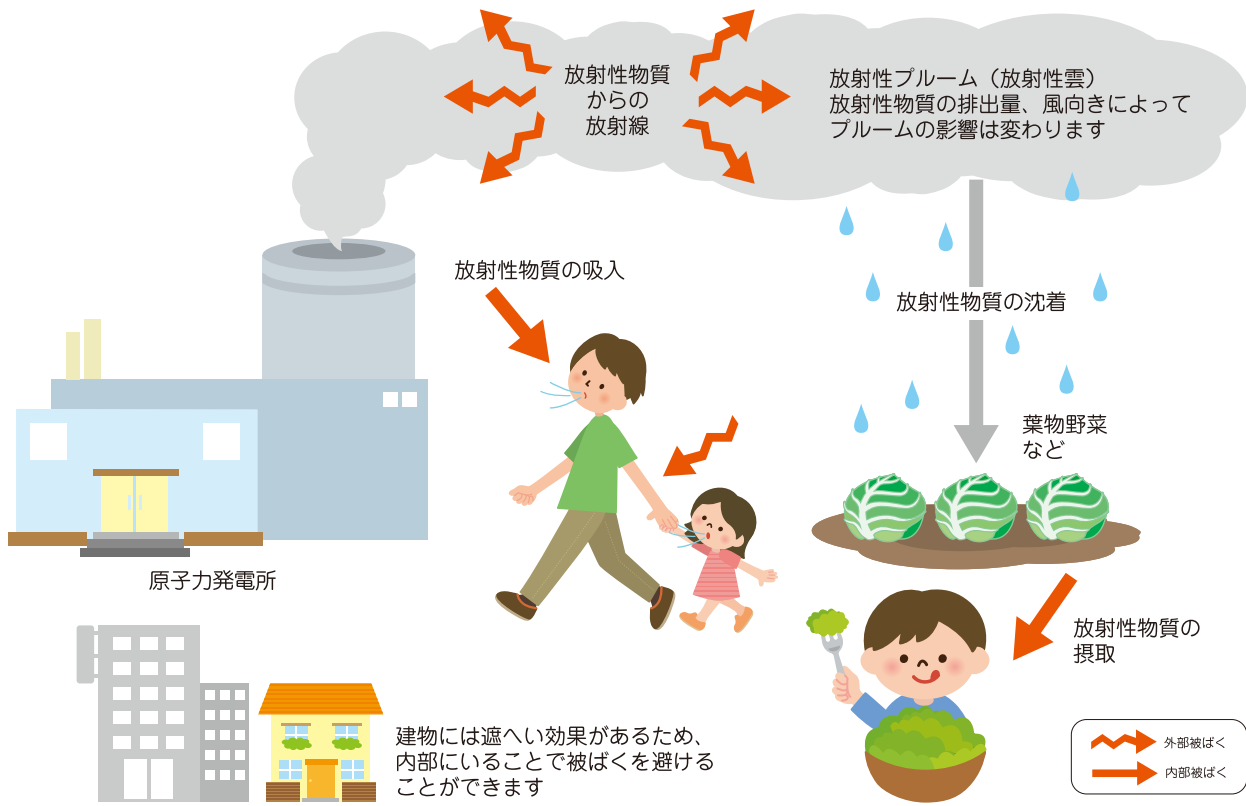 放射性物質
からの
放射線
放射性プルーム（放射性雲）
放射性物質の排出量、風向きによって
プルームの影響は変わります
放射性物質の吸入
放射性物質の沈着
葉物野菜
など
原子力発電所
放射性物質の
摂取
建物には遮へい効果があるため、
内部にいることで被ばくを避ける
ことができます
外部被ばく
内部被ばく